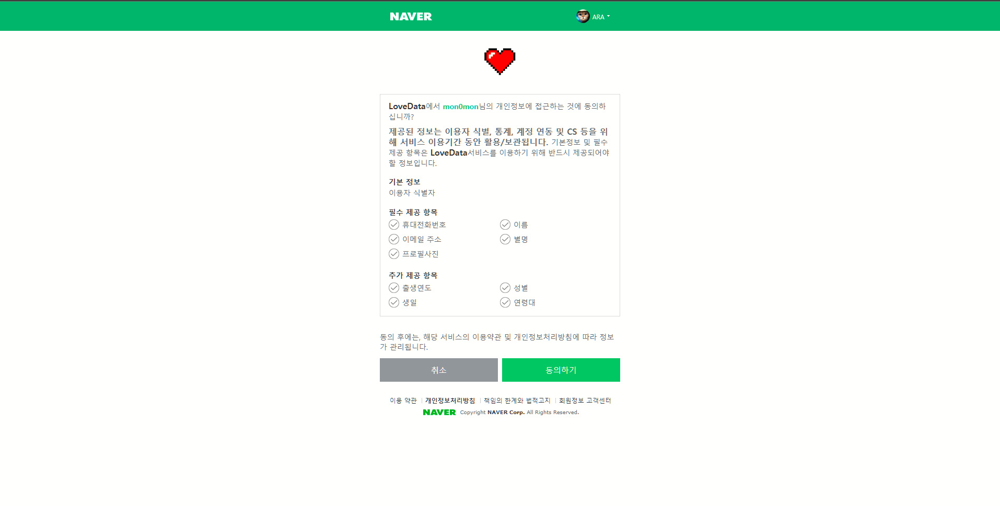 NAVER
ARA
LoveData에서 mon0mon님의 개인정보에 접근하는 것에 동의하
십니까?
제공된 정보는 이용자 식별, 통계, 계정 연동 및 CS 등을 위
해 서비스 이용기간 동안 활용/보관됩니다. 기본정보 및 필수
제공 항목은 LoveData서비스를 이용하기 위해 반드시 제공되어야
할 정보입니다.
기본 정보
이용자 식별자
필수 제공 항목
휴대전화번호 이름
이메일 주소 별명
프로필사진
추가 제공 항목
출생연도 성별
생일 연령대
동의 후에는, 해당 서비스의 이용약관 및 개인정보처리방침에 따라 정보
가 관리됩니다.
취소 동의하기
이용 약관 개인정보처리방침 책임의 한계와 법적고지 회원정보 고객센터
NAVER Copyright NAVER Corp. All Rights Reserved.